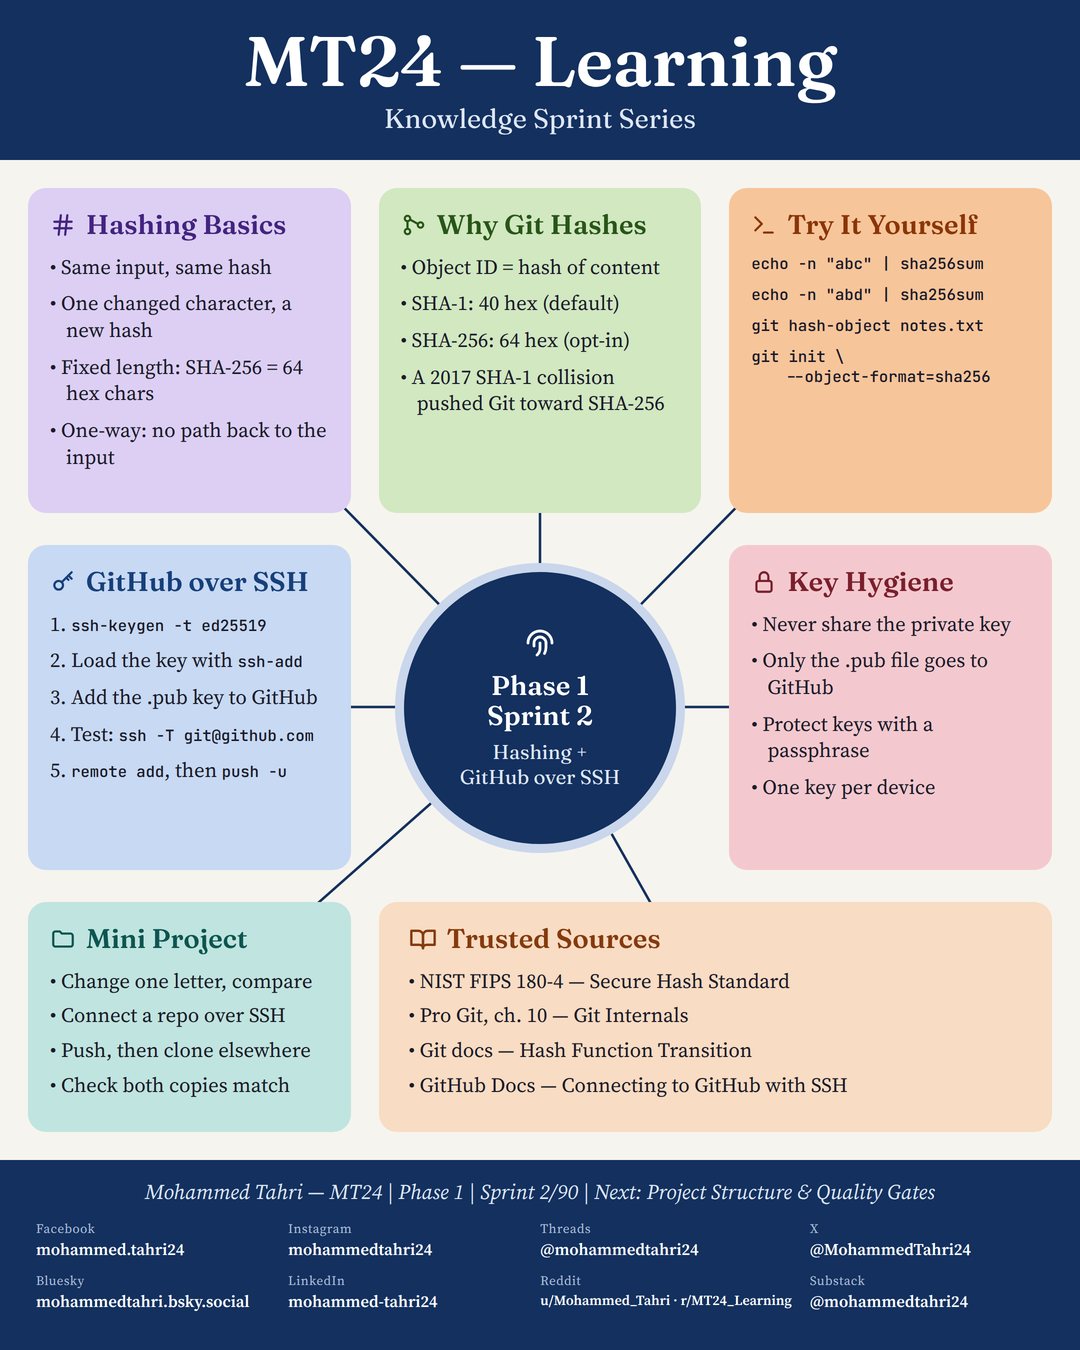 MT24 — Learning
Knowledge Sprint Series
Hashing Basics
• Same input, same hash
• One changed character, a
new hash
• Fixed length: SHA-256 = 64
hex chars
• One-way: no path back to the
input
Why Git Hashes
• Object ID = hash of content
• SHA-1: 40 hex (default)
• SHA-256: 64 hex (opt-in)
• A 2017 SHA-1 collision
pushed Git toward SHA-256
Try It Yourself
echo -n "abc" | sha256sum
echo -n "abd" | sha256sum
git hash-object notes.txt
git init \
--object-format=sha256
GitHub over SSH
1. ssh-keygen -t ed25519
2. Load the key with ssh-add
3. Add the .pub key to GitHub
4. Test: ssh -T git@github.com
5. remote add, then push -u
Phase 1
Sprint 2
Hashing +
GitHub over SSH
Key Hygiene
• Never share the private key
• Only the .pub file goes to
GitHub
• Protect keys with a
passphrase
• One key per device
Mini Project
• Change one letter, compare
• Connect a repo over SSH
• Push, then clone elsewhere
• Check both copies match
Trusted Sources
• NIST FIPS 180-4 — Secure Hash Standard
• Pro Git, ch. 10 — Git Internals
• Git docs — Hash Function Transition
• GitHub Docs — Connecting to GitHub with SSH
Mohammed Tahri — MT24 | Phase 1 | Sprint 2/90 | Next: Project Structure & Quality Gates
Facebook
mohammed.tahri24
Instagram
mohammedtahri24
Threads
@mohammedtahri24
X
@MohammedTahri24
Bluesky
mohammedtahri.bsky.social
LinkedIn
mohammed-tahri24
Reddit
u/Mohammed_Tahri · r/MT24_Learning
Substack
@mohammedtahri24